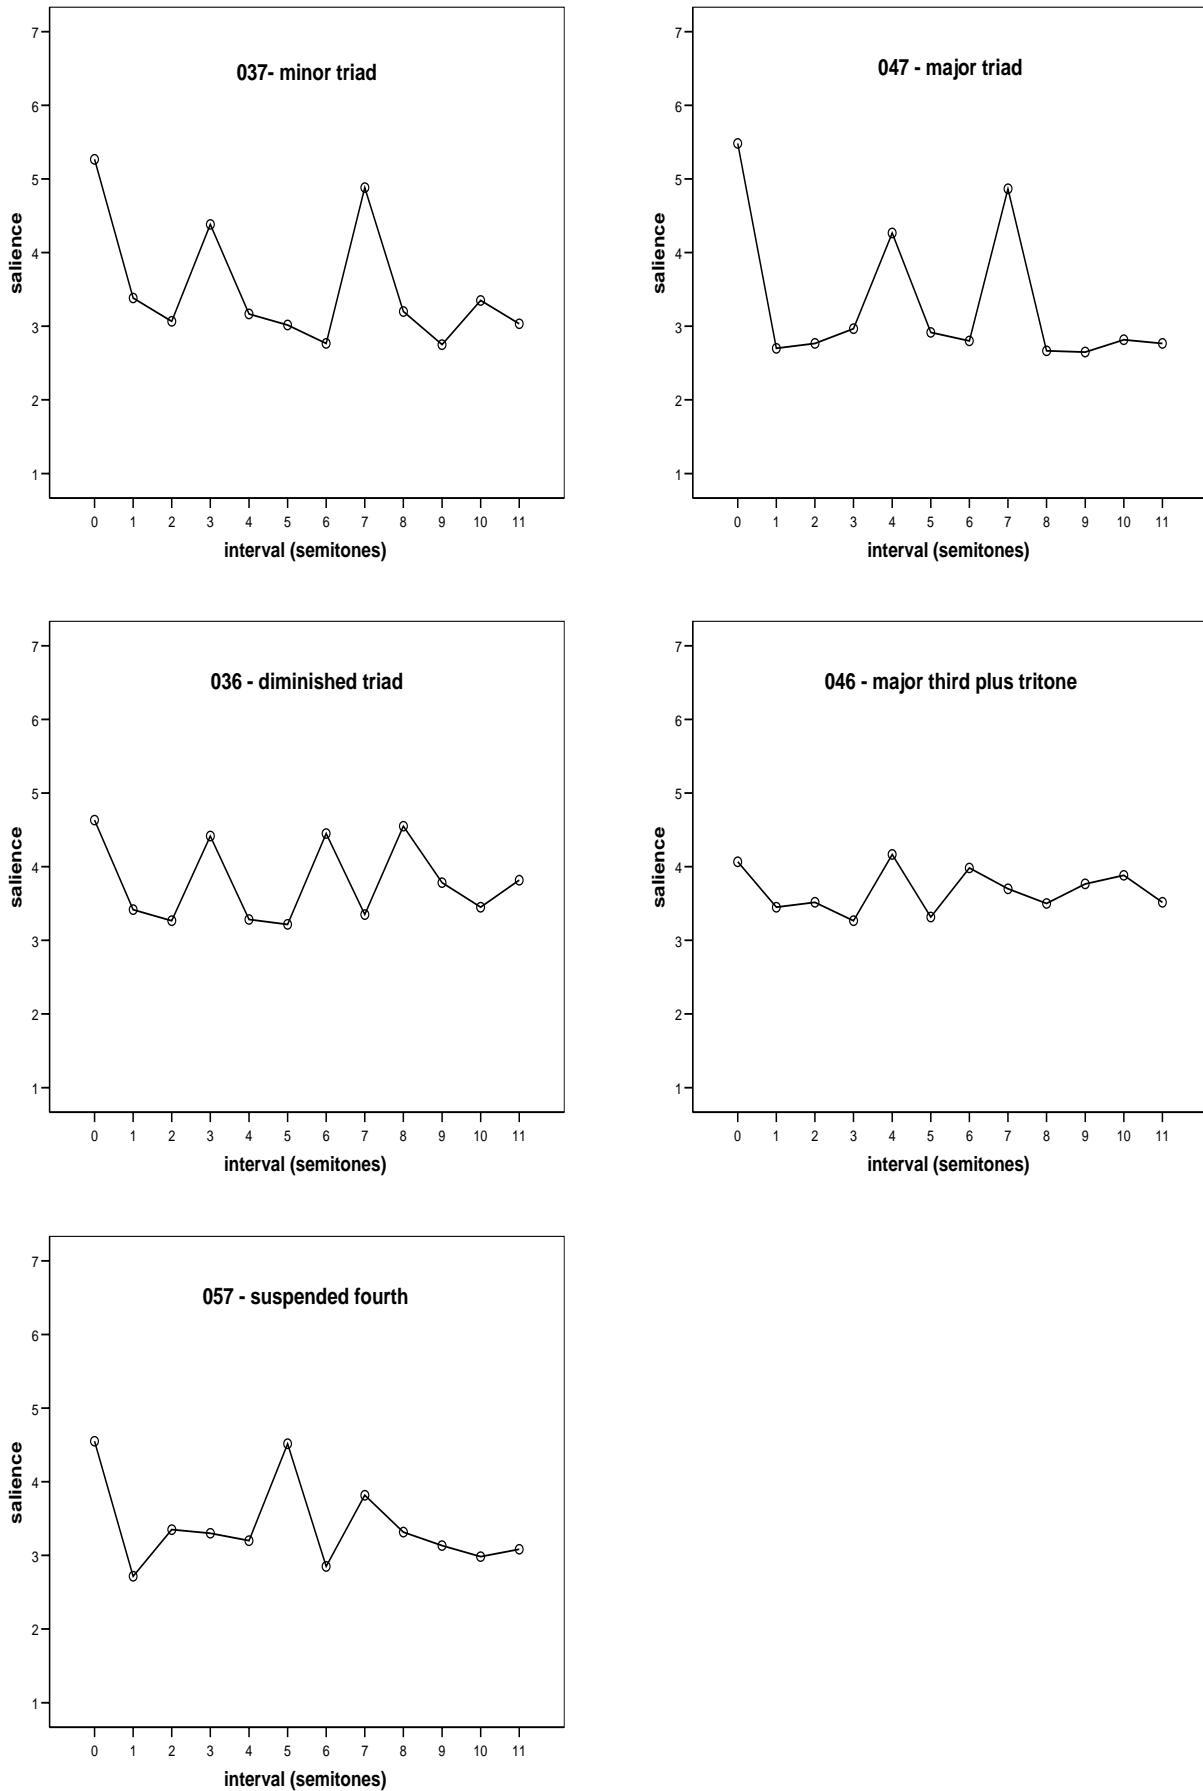 037- minor triad
7
6
5
4
3
2
1
salience
0 1 2 3 4 5 6 7 8 9 10 11
interval (semitones)
047 - major triad
7
6
5
4
3
2
1
salience
0 1 2 3 4 5 6 7 8 9 10 11
interval (semitones)
036 - diminished triad
7
6
5
4
3
2
1
salience
0 1 2 3 4 5 6 7 8 9 10 11
interval (semitones)
046 - major third plus tritone
7
6
5
4
3
2
1
salience
0 1 2 3 4 5 6 7 8 9 10 11
interval (semitones)
057 - suspended fourth
7
6
5
4
3
2
1
salience
0 1 2 3 4 5 6 7 8 9 10 11
interval (semitones)